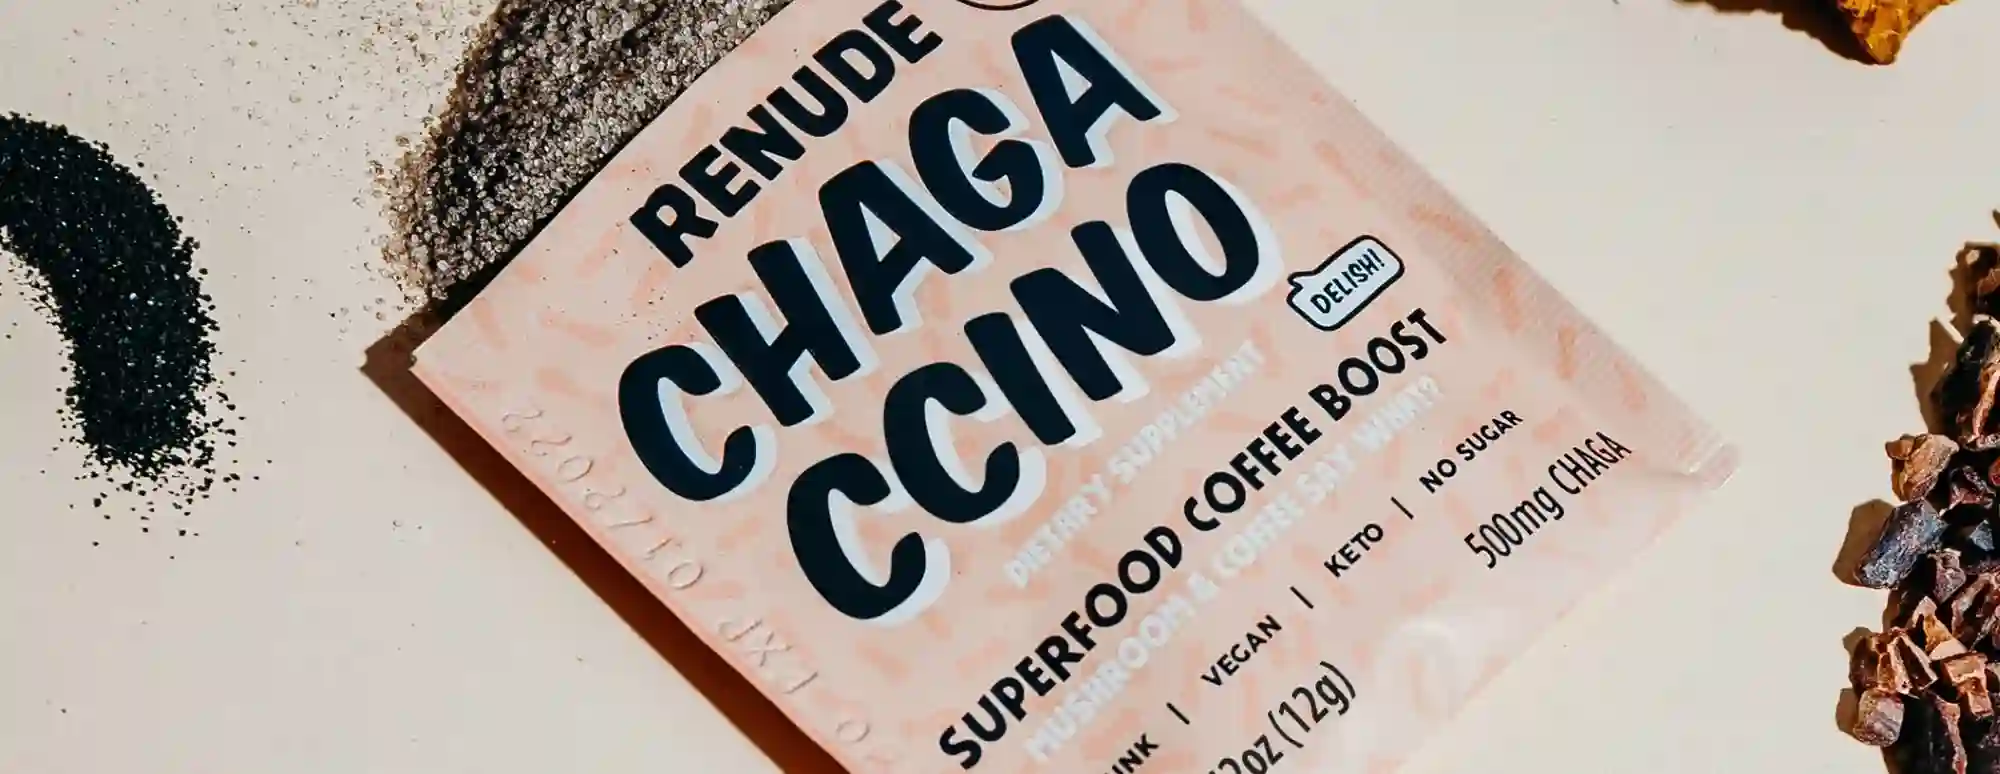 RENUDE
CHAGA
CCINO
DELISH!
DIETARY SUPPLEMENT
SUPERFOOD COFFEE BOOST
MUSHROOM & COFFEE SAY WHAT!?
| VEGAN | KETO | NO SUGAR
(12g) 500mg CHAGA